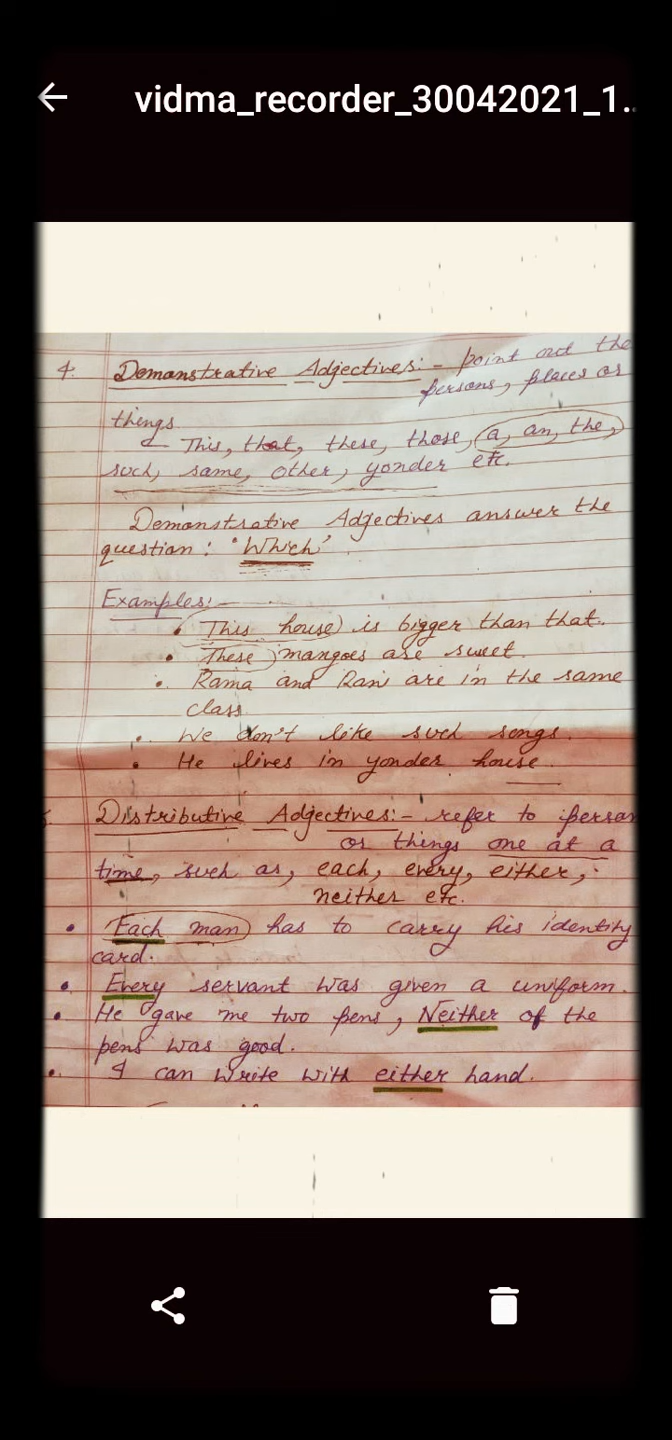 vidma_recorder_30042021_1..
4. Demonstrative Adjectives:- point out the
persons, places or
things
This, that, these, those, a, an, the,
such, same, other, yonder etc.
Demonstrative Adjectives answer the
question: 'Which'
Examples:-
• This house is bigger than that.
• These mangoes are sweet.
• Rama and Rani are in the same
class.
• We don't like such songs.
• He lives in yonder house.
Distributive Adjectives:- refer to person
or things one at a
time, such as, each, every, either,
neither etc.
• Each man has to carry his identity
card.
• Every servant was given a uniform.
• He gave me two pens, Neither of the
pens was good.
• I can write with either hand.